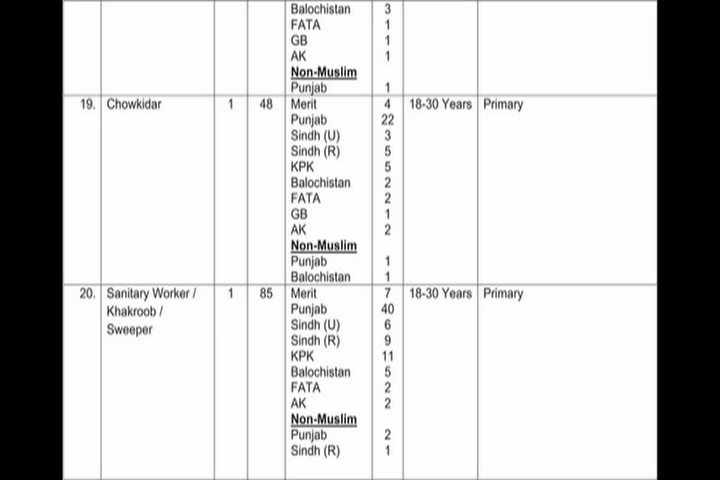 Balochistan 3
FATA 1
GB 1
AK 1
Non-Muslim
Punjab 1
19. Chowkidar 1 48 Merit 4 18-30 Years Primary
Punjab 22
Sindh (U) 3
Sindh (R) 5
KPK 5
Balochistan 2
FATA 2
GB 1
AK 2
Non-Muslim
Punjab 1
Balochistan 1
20. Sanitary Worker / 1 85 Merit 7 18-30 Years Primary
Khakroob / Punjab 40
Sweeper Sindh (U) 6
Sindh (R) 9
KPK 11
Balochistan 5
FATA 2
AK 2
Non-Muslim
Punjab 2
Sindh (R) 1